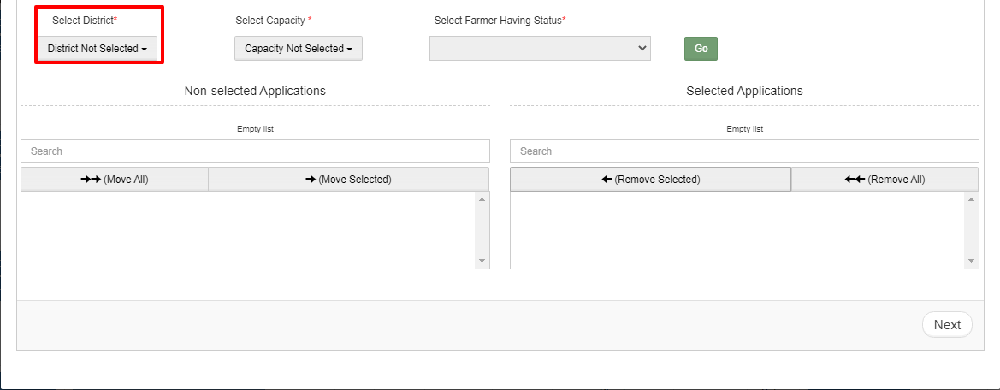 Select District* Select Capacity * Select Farmer Having Status*
District Not Selected Capacity Not Selected Go
Non-selected Applications Selected Applications
Empty list Empty list
Search Search
(Move All) (Move Selected) (Remove Selected) (Remove All)
Next